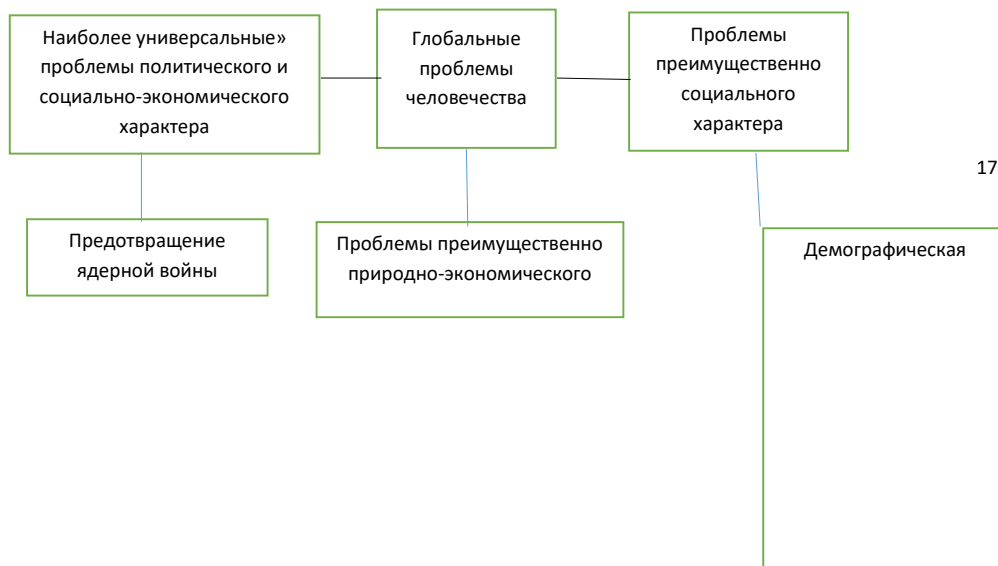 Наиболее универсальные»
проблемы политического и
социально-экономического
характера
Глобальные
проблемы
человечества
Проблемы
преимущественно
социального
характера
17
Предотвращение
ядерной войны
Проблемы преимущественно
природно-экономического
Демографическая